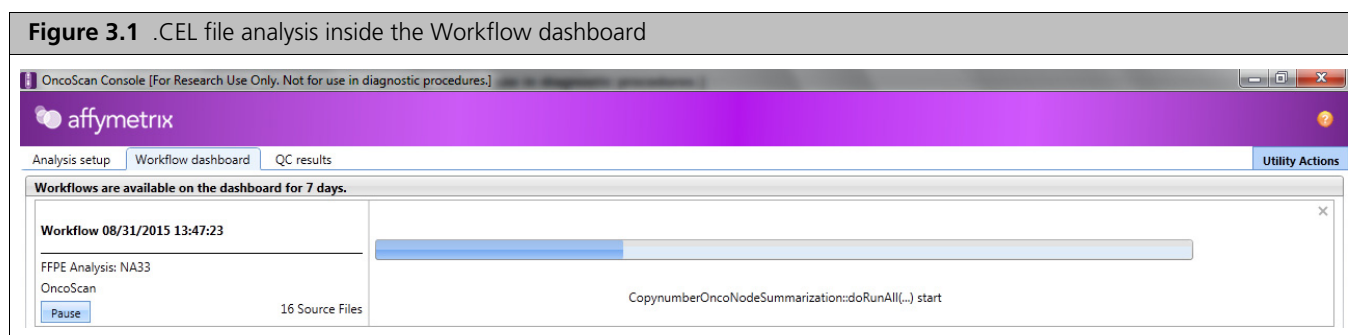 Figure 3.1 .CEL file analysis inside the Workflow dashboard
OncoScan Console [For Research Use Only. Not for use in diagnostic procedures.]
affymetrix
Analysis setup Workflow dashboard QC results Utility Actions
Workflows are available on the dashboard for 7 days.
Workflow 08/31/2015 13:47:23
FFPE Analysis: NA33
OncoScan
CopynumberOncoNodeSummarization::doRunAll(...) start
Pause 16 Source Files